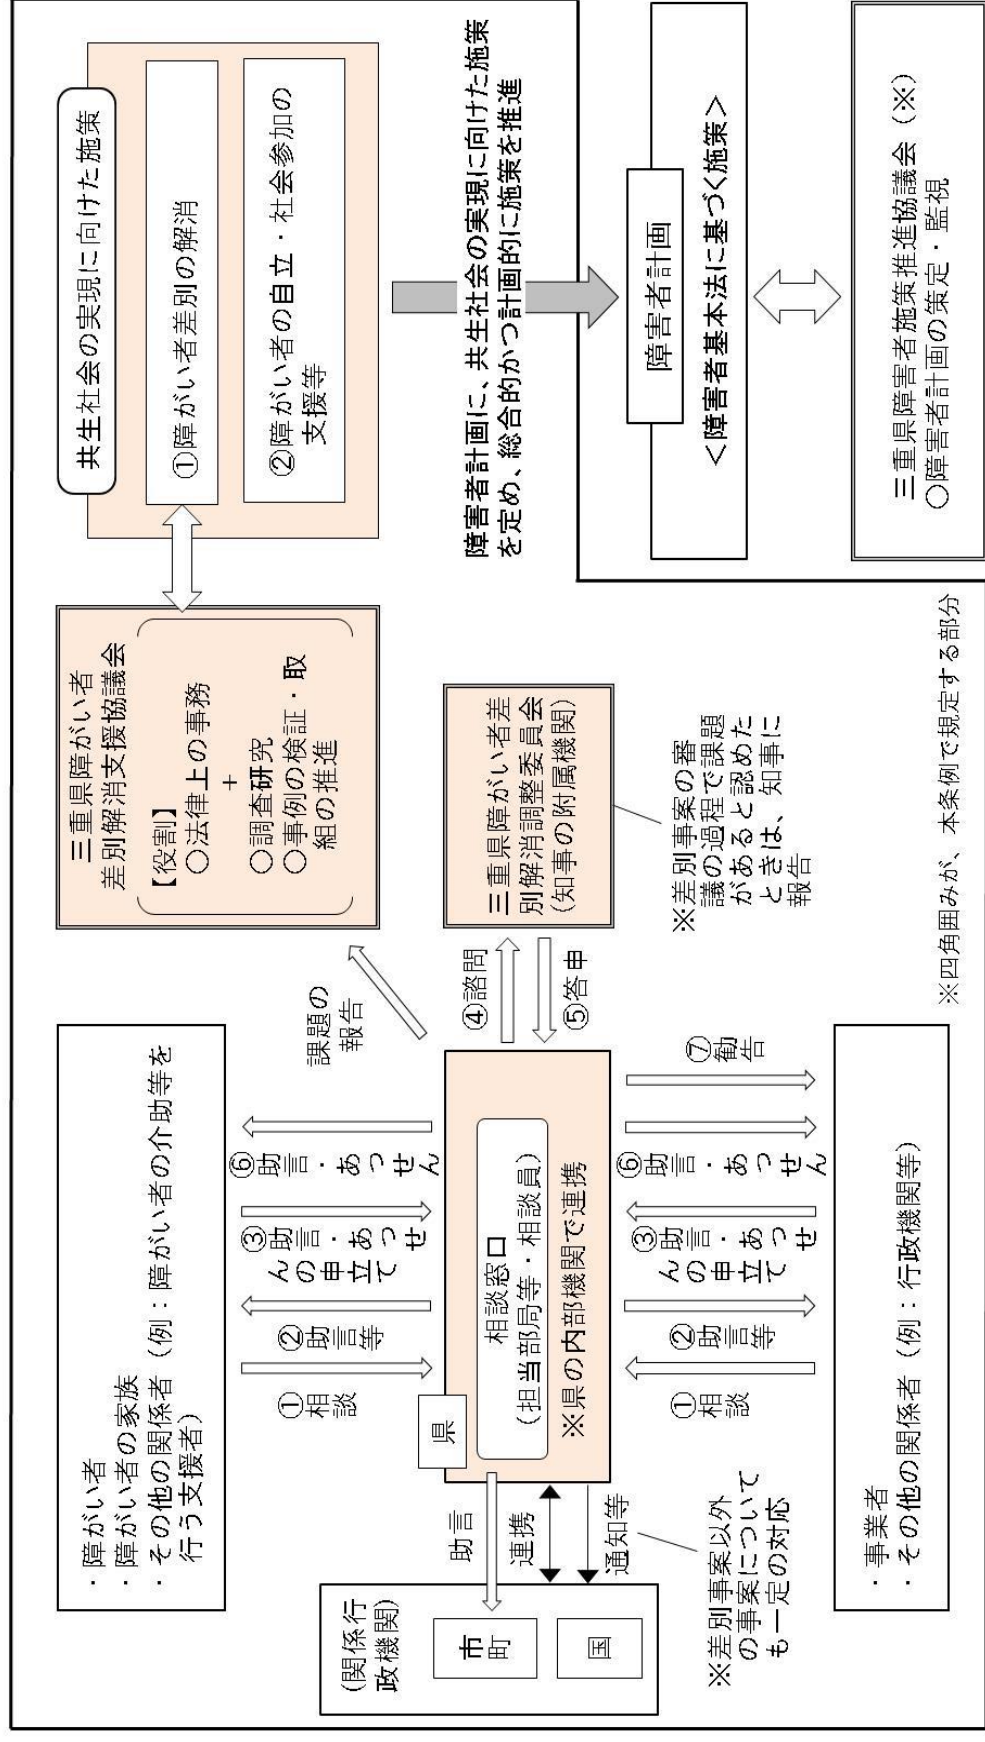 ・障がい者
・障がい者の家族
・その他の関係者（例：障がい者の介助等を
行う支援者）
①相談
②助言等
③助言・あっせ
んの申立て
⑥助言・あっせん
課題の
報告
三重県障がい者
差別解消支援協議会
【役割】
○法律上の事務
＋
○調査研究
○事例の検証・取
組の推進
共生社会の実現に向けた施策
①障がい者差別の解消
②障がい者の自立・社会参加の
支援等
(関係行
政機関)
市町
国
助言
連携
通知等
※差別事案以外
の事案について
も一定の対応
県
相談窓口
（担当部局等・相談員）
※県の内部機関で連携
④諮問
⑤答申
三重県障がい者差
別解消調整委員会
(知事の附属機関)
※差別事案の審
議の過程で課題
があると認めた
ときは、知事に
報告
障害者計画に、共生社会の実現に向けた施策
を定め、総合的かつ計画的に施策を推進
障害者計画
＜障害者基本法に基づく施策＞
三重県障害者施策推進協議会（※）
○障害者計画の策定・監視
①相談
②助言等
③助言・あっせ
んの申立て
⑥助言・あっせん
⑦勧告
・事業者
・その他の関係者（例：行政機関等）
※四角囲みが、本条例で規定する部分